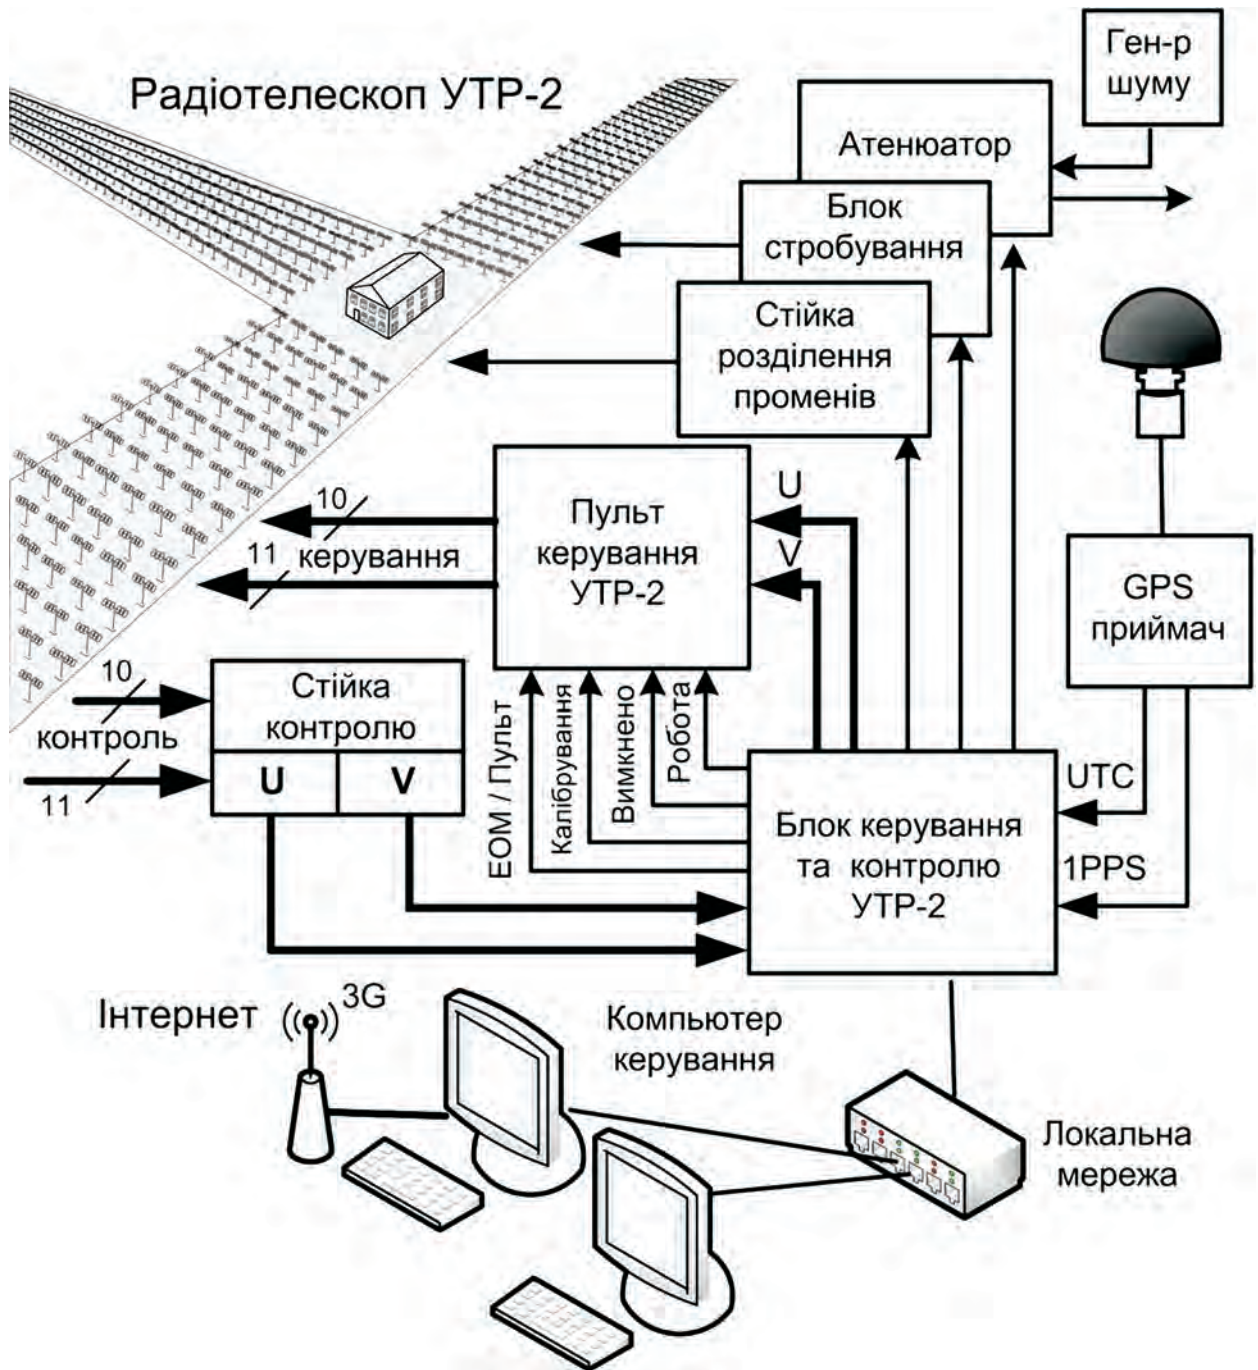 Радіотелескоп УТР-2
Ген-р
шуму
Атенюатор
Блок
стробування
Стійка
розділення
променів
10
11
керування
Пульт
керування
УТР-2
U
V
GPS
приймач
10
контроль
11
Стійка
контролю
U
V
ЕОМ / Пульт
Калібрування
Вимкнено
Робота
UTC
1PPS
Блок керування
та контролю
УТР-2
Інтернет
3G
Компьютер
керування
Локальна
мережа